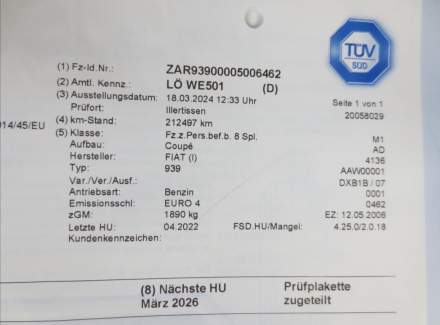 (1) Fz-Id.Nr.: ZAR93900005006462
(2) Amtl. Kennz.: LÖ WE501 (D)
(3) Ausstellungsdatum: 18.03.2024 12:33 Uhr
TÜV
SÜD
Prüfort: Illertissen Seite 1 von 1
(4) km-Stand: 212497 km 20058029
014/45/EU
(5) Klasse: Fz.z.Pers.bef.b. 8 Spl. M1
Aufbau: Coupé AD
Hersteller: FIAT (I) 4136
Typ: 939 AAW00001
Var./Ver./Ausf.: DXB1B / 07
Antriebsart: Benzin 0001
Emissionsschl.: EURO 4 0462
zGM: 1890 kg EZ: 12.05.2006
Letzte HU: 04.2022 FSD.HU/Mangel: 4.25.0/2.0.18
Kundenkennzeichen:
(8) Nächste HU Prüfplakette
März 2026 zugeteilt